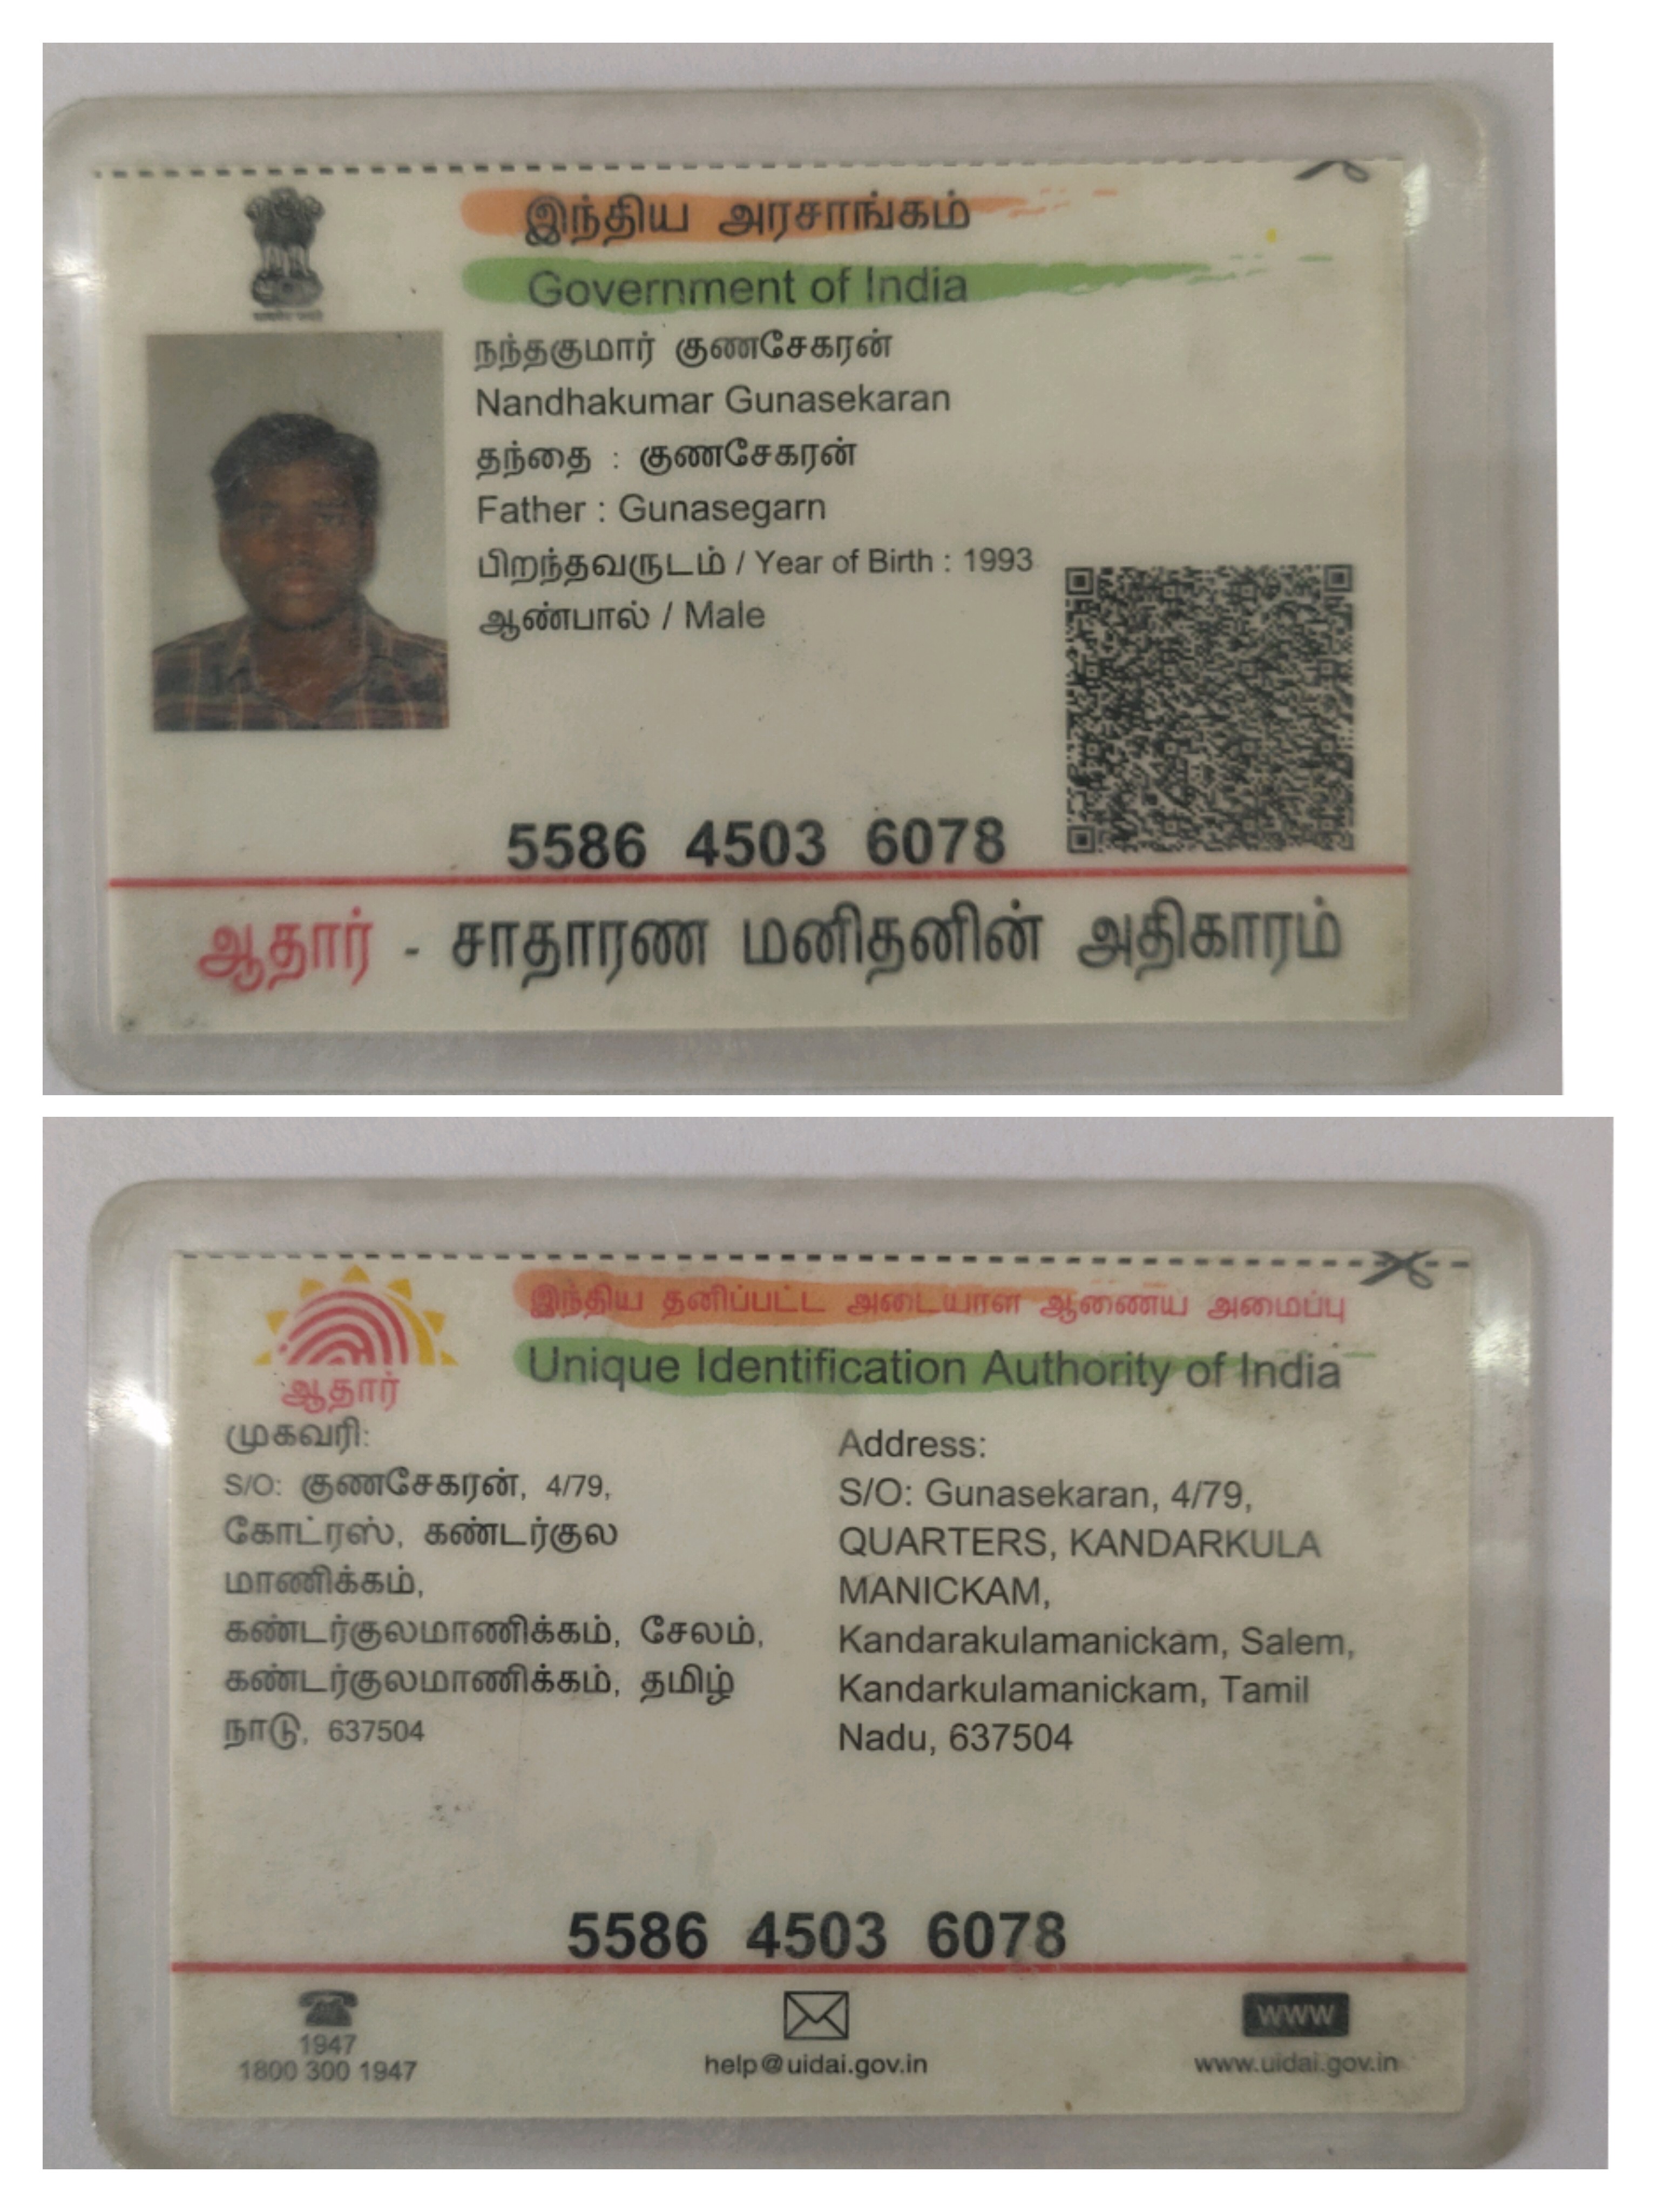 இந்திய அரசாங்கம்
Government of India
நந்தகுமார் குணசேகரன்
Nandhakumar Gunasekaran
தந்தை : குணசேகரன்
Father : Gunasegarn
பிறந்தவருடம் / Year of Birth : 1993
ஆண்பால் / Male
5586 4503 6078
ஆதார் - சாதாரண மனிதனின் அதிகாரம்
இந்திய தனிப்பட்ட அடையாள ஆணைய அமைப்பு
Unique Identification Authority of India
ஆதார்
முகவரி:
S/O: குணசேகரன், 4/79,
கோட்ரஸ், கண்டர்குல
மாணிக்கம்,
கண்டர்குலமாணிக்கம், சேலம்,
கண்டர்குலமாணிக்கம், தமிழ்
நாடு, 637504
Address:
S/O: Gunasekaran, 4/79,
QUARTERS, KANDARKULA
MANICKAM,
Kandarakulamanickam, Salem,
Kandarkulamanickam, Tamil
Nadu, 637504
5586 4503 6078
1947
1800 300 1947
help@uidai.gov.in
WWW
www.uidai.gov.in